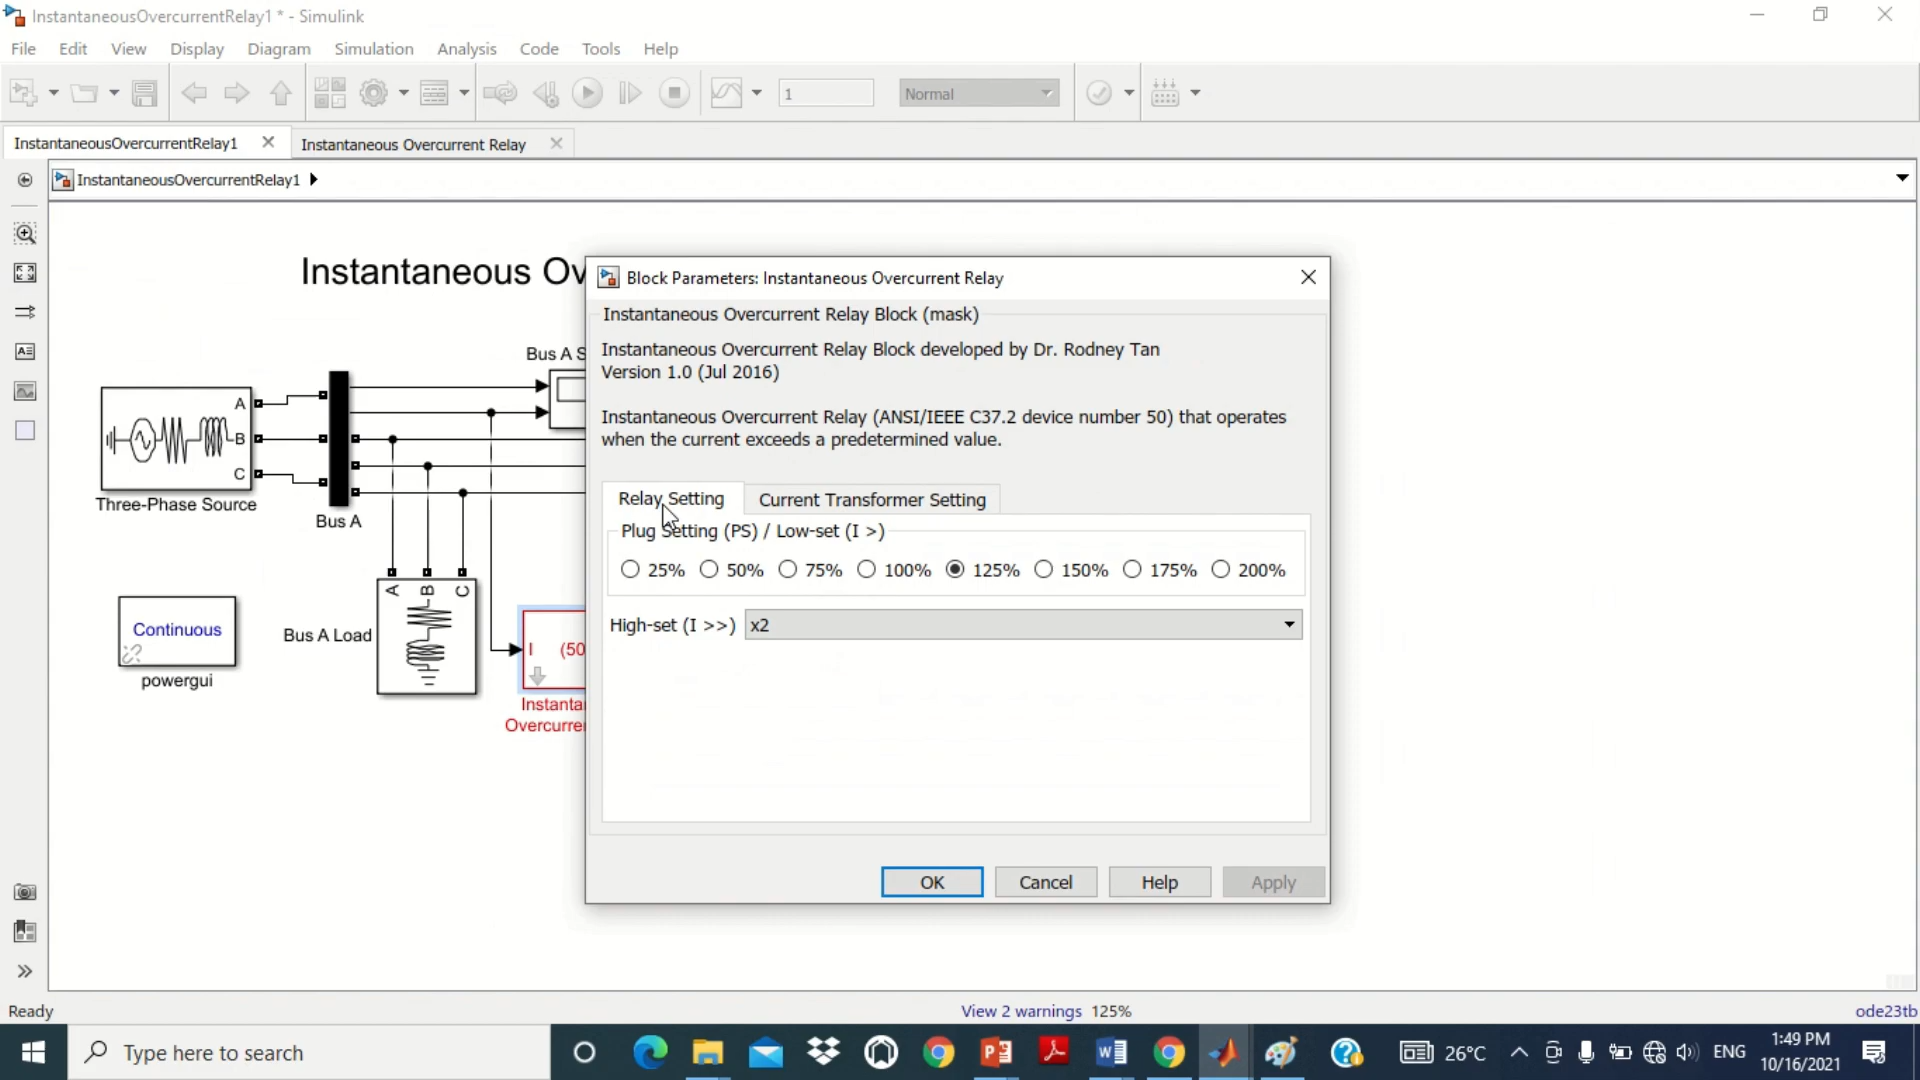 InstantaneousOvercurrentRelay1 * - Simulink
File Edit View Display Diagram Simulation Analysis Code Tools Help
1 Normal
InstantaneousOvercurrentRelay1 Instantaneous Overcurrent Relay
InstantaneousOvercurrentRelay1
Instantaneous Ov
Bus A S
A
B
C
Three-Phase Source
Bus A
A B C
Bus A Load
Continuous
powergui
I (50
Instanta
Overcurre
Block Parameters: Instantaneous Overcurrent Relay
Instantaneous Overcurrent Relay Block (mask)
Instantaneous Overcurrent Relay Block developed by Dr. Rodney Tan
Version 1.0 (Jul 2016)
Instantaneous Overcurrent Relay (ANSI/IEEE C37.2 device number 50) that operates
when the current exceeds a predetermined value.
Relay Setting Current Transformer Setting
Plug Setting (PS) / Low-set (I >)
25% 50% 75% 100% 125% 150% 175% 200%
High-set (I >>) x2
OK Cancel Help Apply
Ready View 2 warnings 125% ode23tb
Type here to search
26°C ENG 1:49 PM
10/16/2021